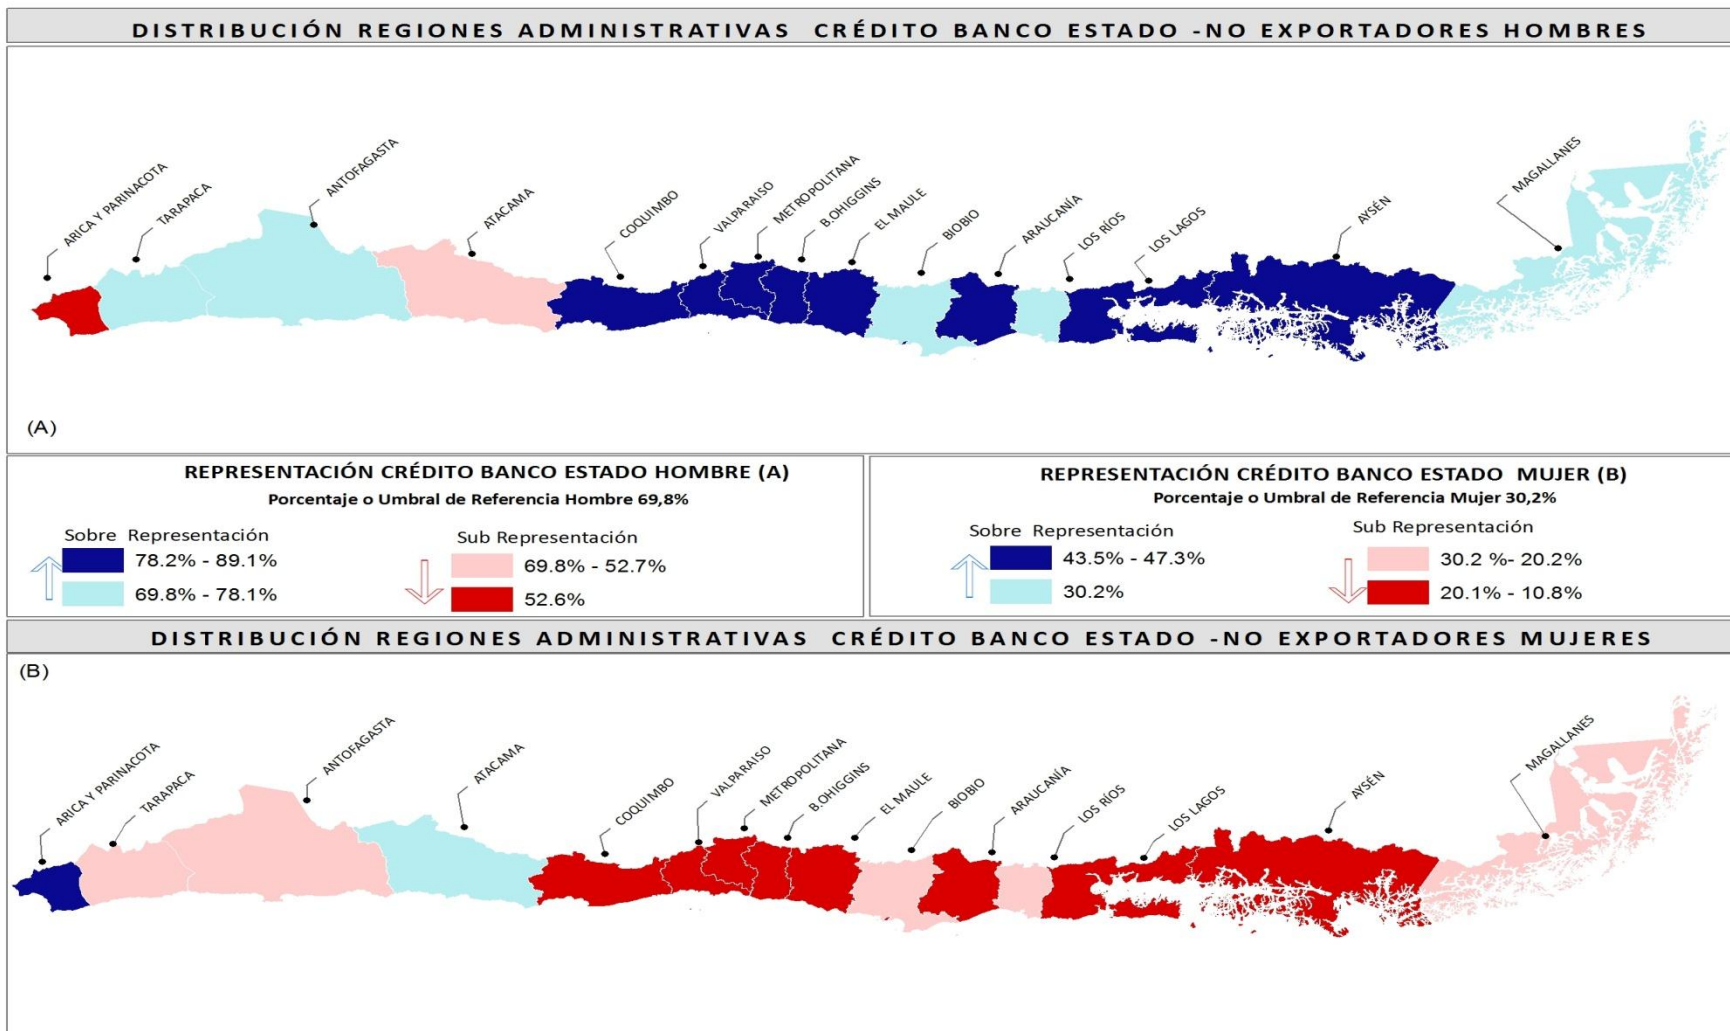 DISTRIBUCIÓN REGIONES ADMINISTRATIVAS CRÉDITO BANCO ESTADO -NO EXPORTADORES HOMBRES
ARICA Y PARINACOTA
TARAPACA
ANTOFAGASTA
ATACAMA
COQUIMBO
VALPARAISO
METROPOLITANA
B.OHIGGINS
EL MAULE
BIOBIO
ARAUCANÍA
LOS RÍOS
LOS LAGOS
AYSÉN
MAGALLANES
(A)
REPRESENTACIÓN CRÉDITO BANCO ESTADO HOMBRE (A)
Porcentaje o Umbral de Referencia Hombre 69,8%
Sobre Representación
78.2% - 89.1%
69.8% - 78.1%
Sub Representación
69.8% - 52.7%
52.6%
REPRESENTACIÓN CRÉDITO BANCO ESTADO MUJER (B)
Porcentaje o Umbral de Referencia Mujer 30,2%
Sobre Representación
43.5% - 47.3%
30.2%
Sub Representación
30.2 %- 20.2%
20.1% - 10.8%
DISTRIBUCIÓN REGIONES ADMINISTRATIVAS CRÉDITO BANCO ESTADO -NO EXPORTADORES MUJERES
(B)
ARICA Y PARINACOTA
TARAPACA
ANTOFAGASTA
ATACAMA
COQUIMBO
VALPARAISO
METROPOLITANA
B.OHIGGINS
EL MAULE
BIOBIO
ARAUCANÍA
LOS RÍOS
LOS LAGOS
AYSÉN
MAGALLANES